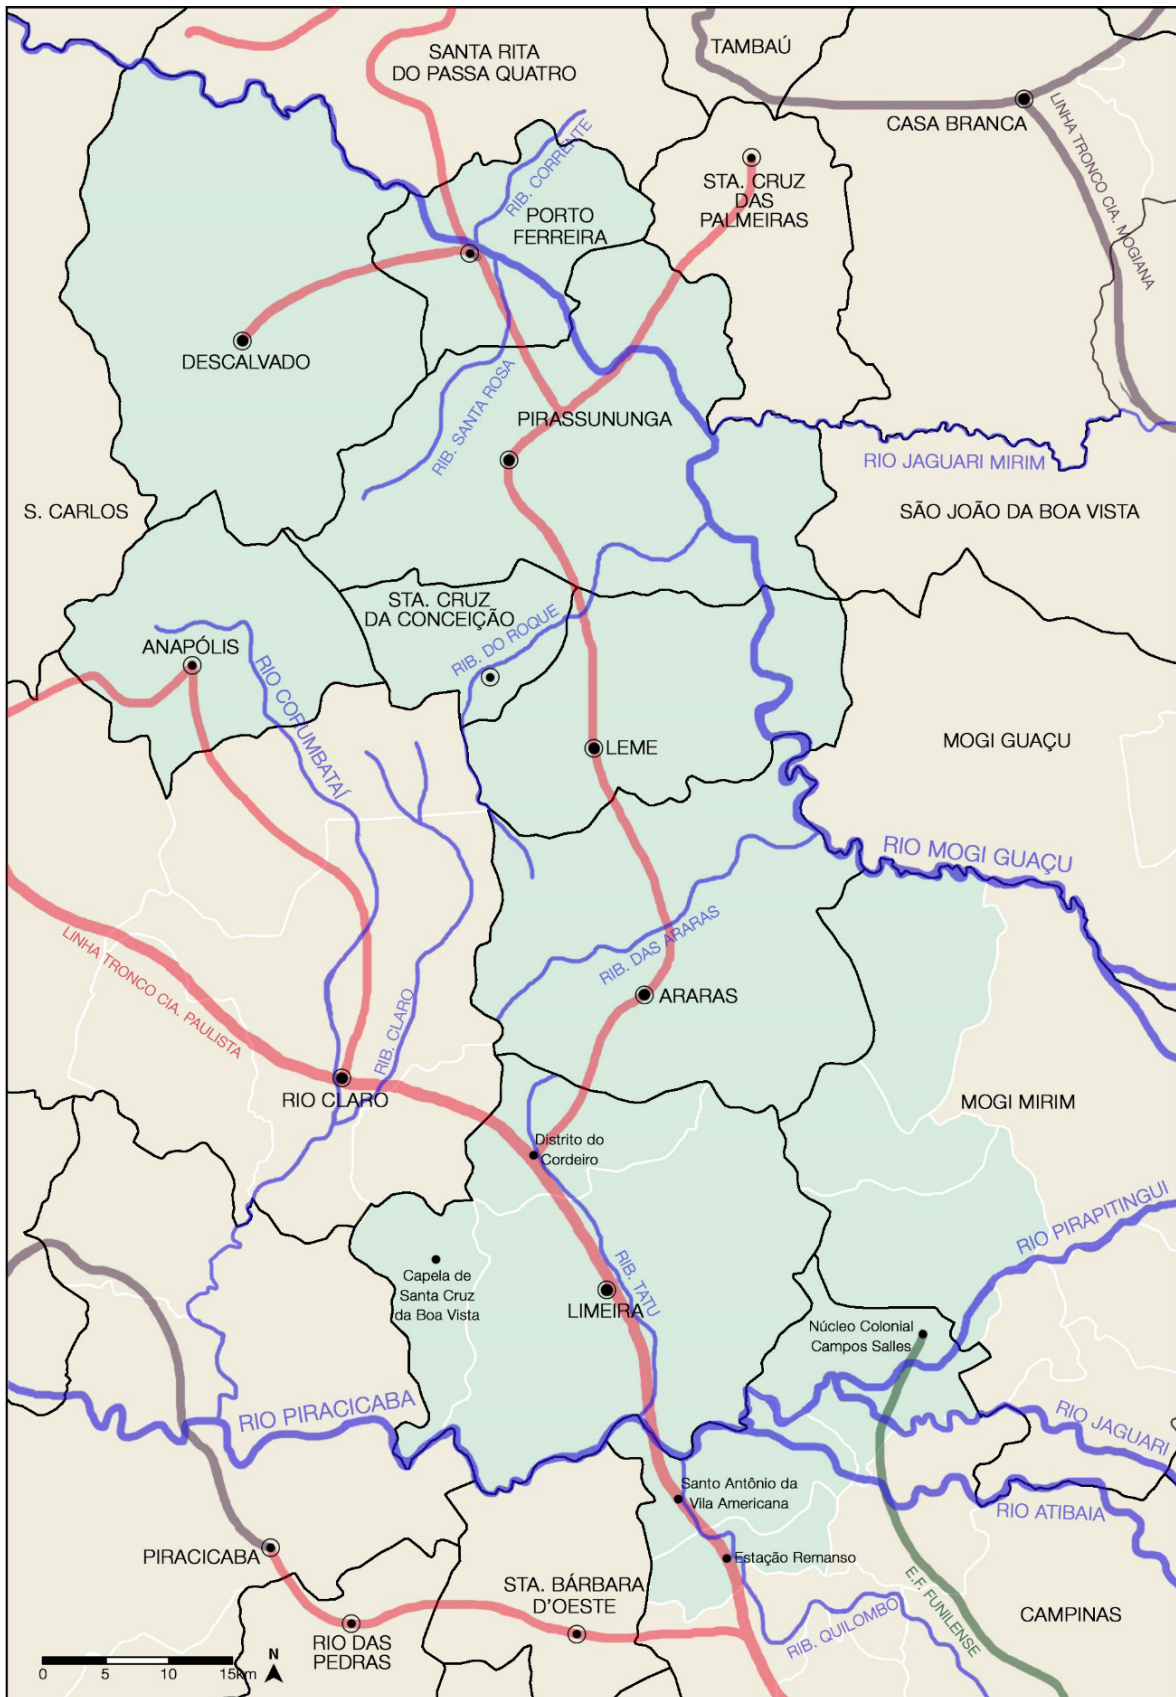 SANTA RITA
DO PASSA QUATRO
TAMBAÚ
CASA BRANCA
LINHA TRONCO CIA. MOGIANA
RIB. CORRENTE
STA. CRUZ
DAS
PALMEIRAS
PORTO
FERREIRA
DESCALVADO
RIB. SANTA ROSA
PIRASSUNUNGA
RIO JAGUARI MIRIM
S. CARLOS
SÃO JOÃO DA BOA VISTA
STA. CRUZ
DA CONCEIÇÃO
RIB. DO ROQUE
ANAPÓLIS
RIO CORUMBATAÍ
LEME
MOGI GUAÇU
RIO MOGI GUAÇU
LINHA TRONCO CIA. PAULISTA
RIB. DAS ARARAS
ARARAS
RIB. CLARO
RIO CLARO
MOGI MIRIM
Distrito do
Cordeiro
RIO PIRAPITINGUI
Capela de
Santa Cruz
da Boa Vista
RIB. TATU
LIMEIRA
Núcleo Colonial
Campos Salles
RIO PIRACICABA
RIO JAGUARI
Santo Antônio da
Vila Americana
RIO ATIBAIA
PIRACICABA
Estação Remanso
STA. BÁRBARA
D'OESTE
E.F. FUNILENSE
RIB. QUILOMBO
CAMPINAS
RIO DAS
PEDRAS
N
0 5 10 15km